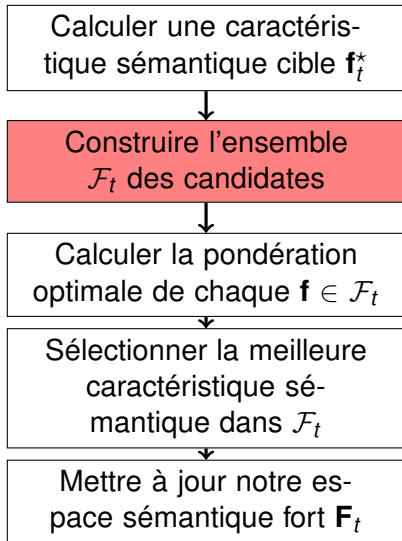 Calculer une caractéris-
tique sémantique cible f⋆t
Construire l'ensemble
ℱt des candidates
Calculer la pondération
optimale de chaque f ∈ ℱt
Sélectionner la meilleure
caractéristique sé-
mantique dans ℱt
Mettre à jour notre es-
pace sémantique fort Ft